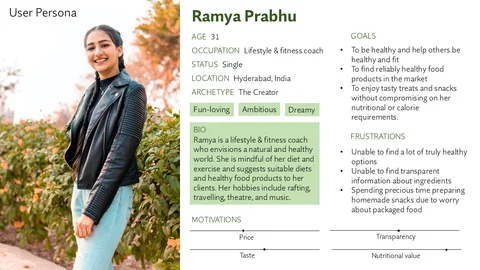 User Persona
Ramya Prabhu
AGE 31
OCCUPATION Lifestyle & fitness coach
STATUS Single
LOCATION Hyderabad, India
ARCHETYPE The Creator
Fun-loving Ambitious Dreamy
BIO
Ramya is a lifestyle & fitness coach
who envisions a natural and healthy
world. She is mindful of her diet and
exercise and suggests suitable diets
and healthy food products to her
clients. Her hobbies include rafting,
travelling, theatre, and music.
MOTIVATIONS
Price
Taste
GOALS
• To be healthy and help others be
healthy and fit
• To find reliably healthy food
products in the market
• To enjoy tasty treats and snacks
without compromising on her
nutritional or calorie
requirements.
FRUSTRATIONS
• Unable to find a lot of truly healthy
options
• Unable to find transparent
information about ingredients
• Spending precious time preparing
homemade snacks due to worry
about packaged food
Transparency
Nutritional value